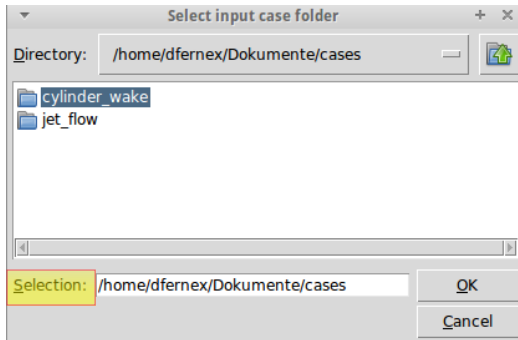 Select input case folder
Directory: /home/dfernex/Dokumente/cases
cylinder_wake
jet_flow
Selection: /home/dfernex/Dokumente/cases OK
Cancel